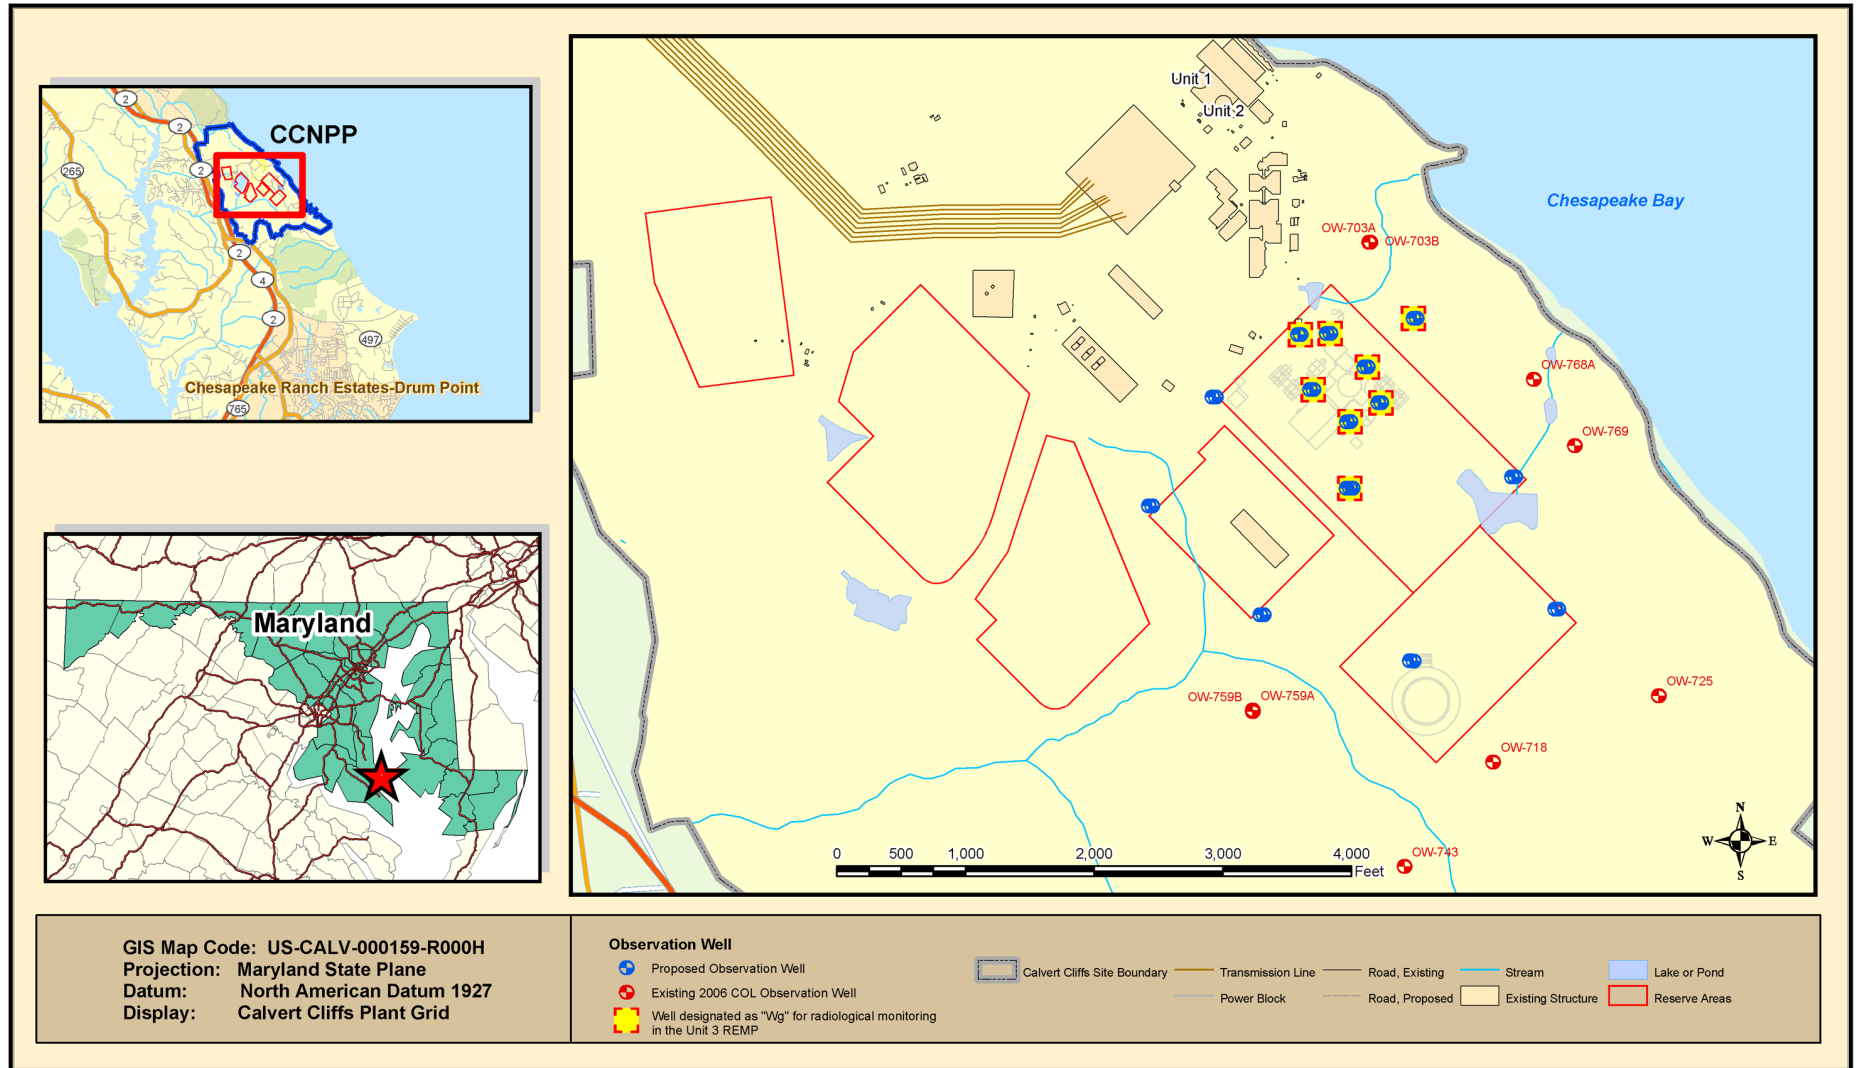 2
2
CCNPP
2
265
2
4
2
497
Chesapeake Ranch Estates-Drum Point
765
Maryland
Unit 1
Unit 2
Chesapeake Bay
OW-703A
OW-703B
OW-768A
OW-769
OW-759B
OW-759A
OW-725
OW-718
OW-743
0 500 1,000 2,000 3,000 4,000
Feet
N
W E
S
GIS Map Code: US-CALV-000159-R000H
Projection: Maryland State Plane
Datum: North American Datum 1927
Display: Calvert Cliffs Plant Grid
Observation Well
Proposed Observation Well
Existing 2006 COL Observation Well
Well designated as "Wg" for radiological monitoring
in the Unit 3 REMP
Calvert Cliffs Site Boundary
Transmission Line
Power Block
Road, Existing
Road, Proposed
Stream
Existing Structure
Lake or Pond
Reserve Areas